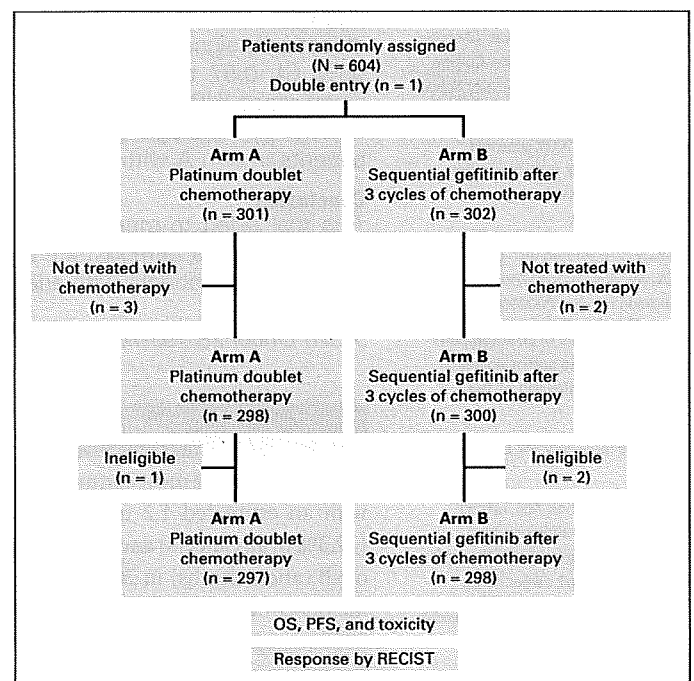 Patients randomly assigned
(N = 604)
Double entry (n = 1)
Arm A
Platinum doublet
chemotherapy
(n = 301)
Arm B
Sequential gefitinib after
3 cycles of chemotherapy
(n = 302)
Not treated with
chemotherapy
(n = 3)
Not treated with
chemotherapy
(n = 2)
Arm A
Platinum doublet
chemotherapy
(n = 298)
Arm B
Sequential gefitinib after
3 cycles of chemotherapy
(n = 300)
Ineligible
(n = 1)
Ineligible
(n = 2)
Arm A
Platinum doublet
chemotherapy
(n = 297)
Arm B
Sequential gefitinib after
3 cycles of chemotherapy
(n = 298)
OS, PFS, and toxicity
Response by RECIST